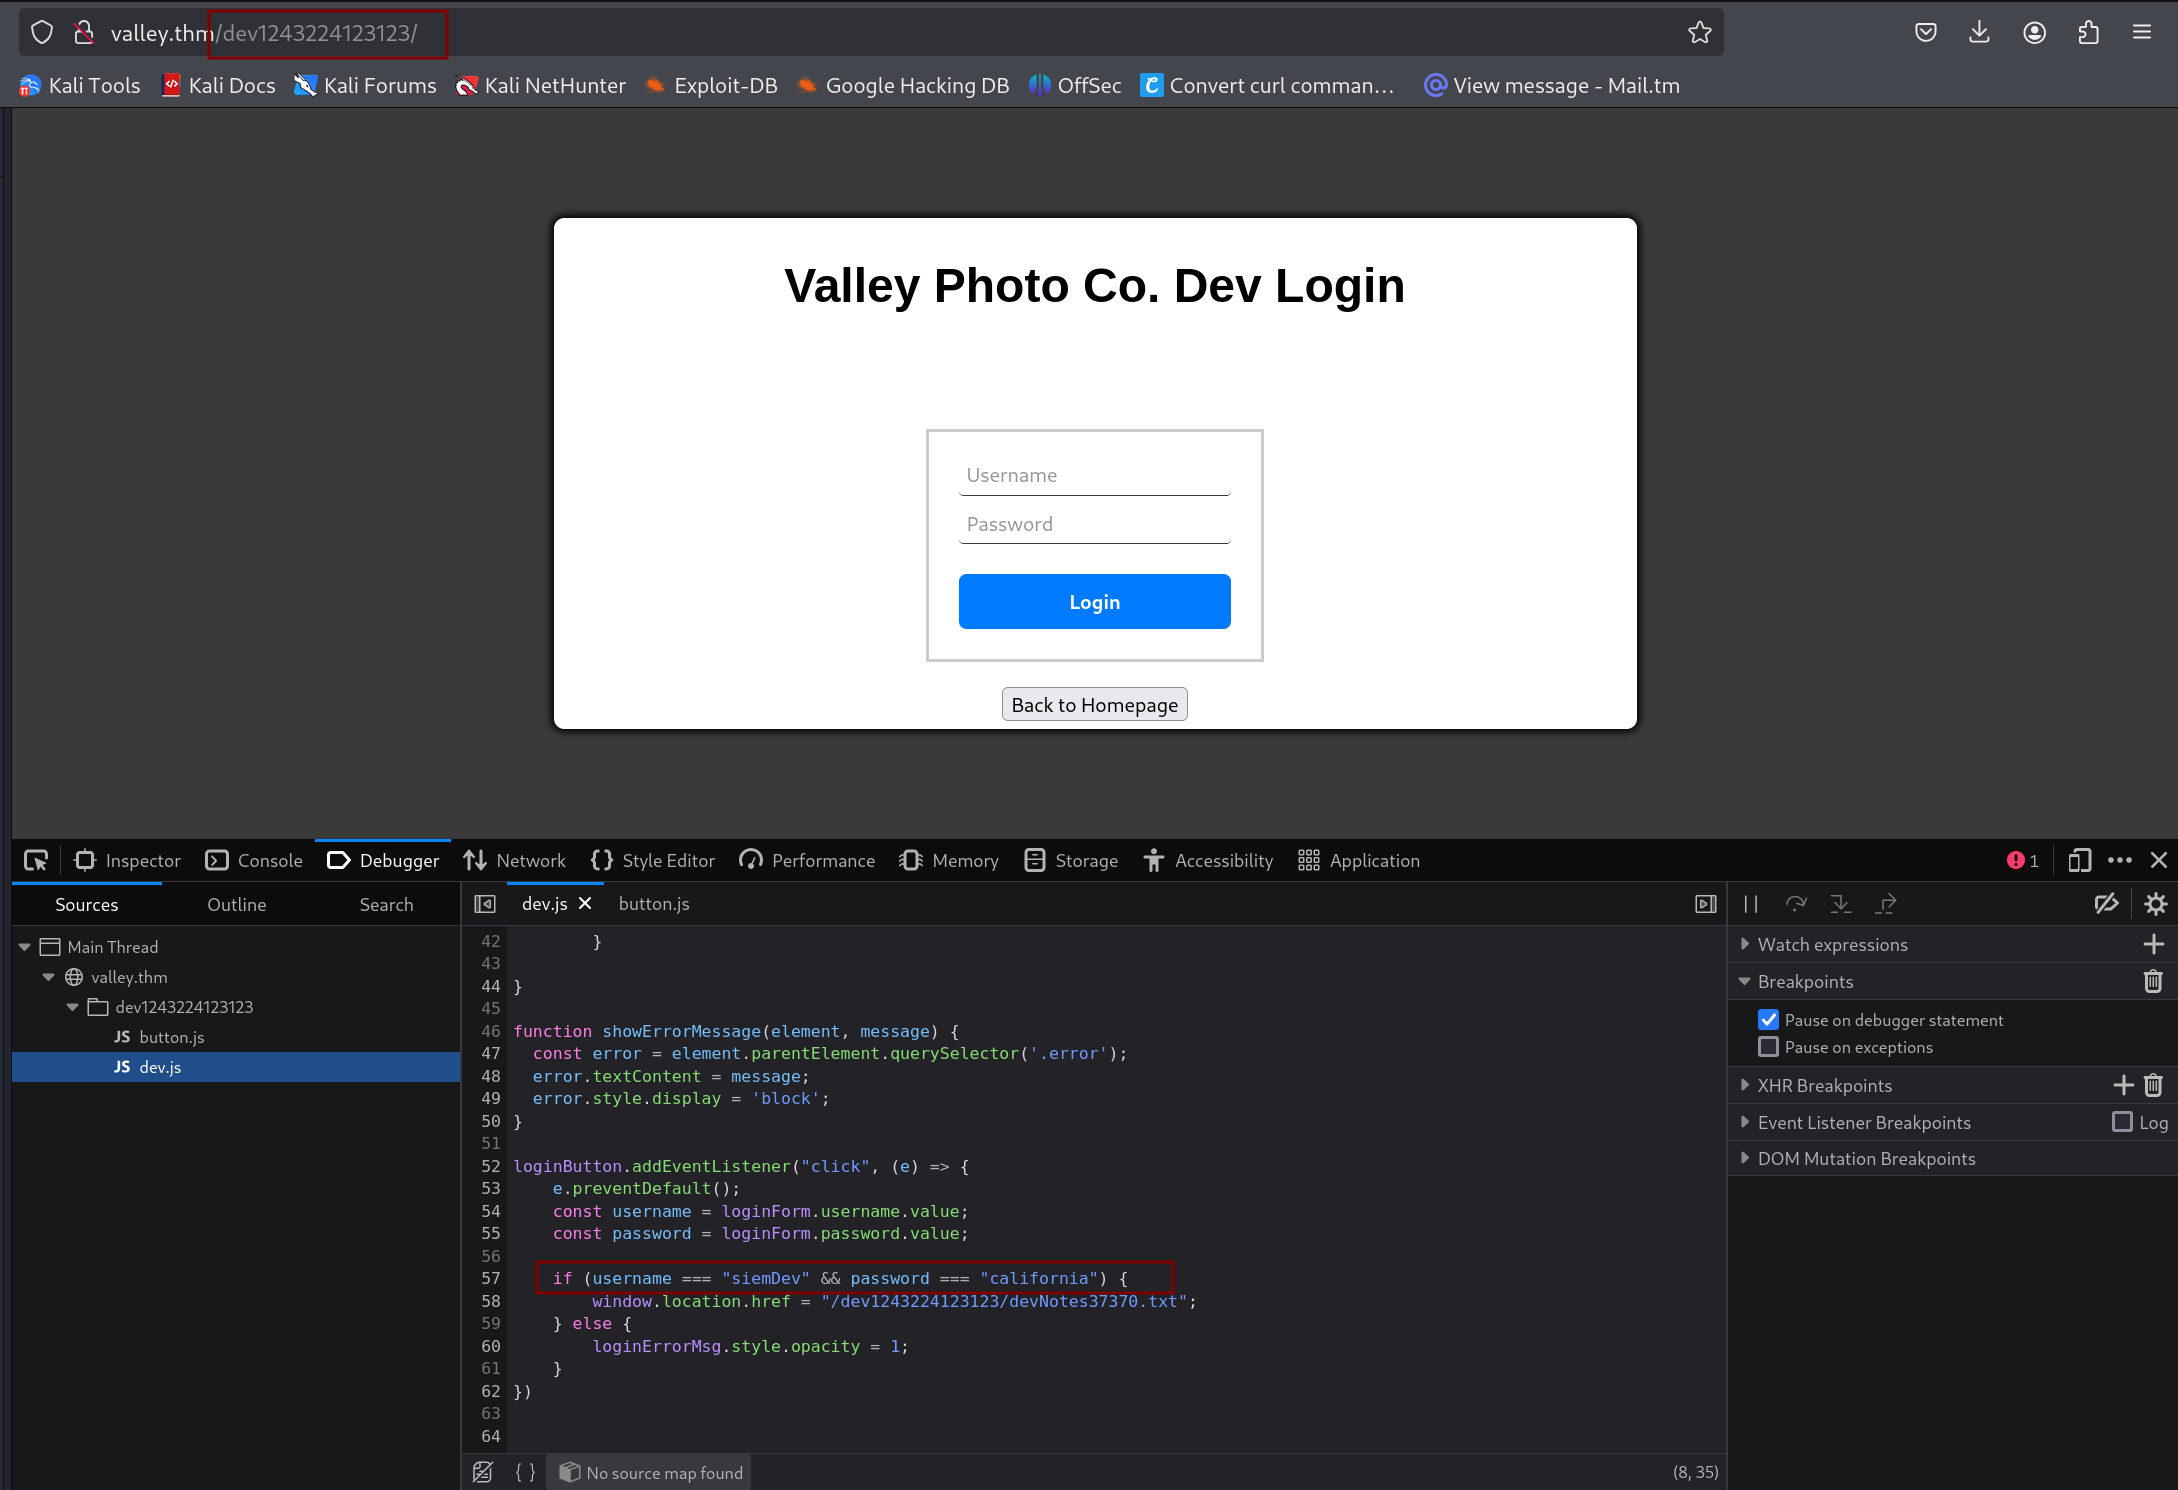 valley.thm/dev1243224123123/
Kali Tools Kali Docs Kali Forums Kali NetHunter Exploit-DB Google Hacking DB OffSec Convert curl comman… View message - Mail.tm
Valley Photo Co. Dev Login
Username
Password
Login
Back to Homepage
Inspector Console Debugger Network Style Editor Performance Memory Storage Accessibility Application 1
Sources Outline Search
dev.js button.js
Main Thread
valley.thm
dev1243224123123
JS button.js
JS dev.js
42         }
43
44 }
45
46 function showErrorMessage(element, message) {
47   const error = element.parentElement.querySelector('.error');
48   error.textContent = message;
49   error.style.display = 'block';
50 }
51
52 loginButton.addEventListener("click", (e) => {
53     e.preventDefault();
54     const username = loginForm.username.value;
55     const password = loginForm.password.value;
56
57     if (username === "siemDev" && password === "california") {
58         window.location.href = "/dev1243224123123/devNotes37370.txt";
59     } else {
60         loginErrorMsg.style.opacity = 1;
61     }
62 })
63
64
{ } No source map found (8, 35)
Watch expressions
Breakpoints
Pause on debugger statement
Pause on exceptions
XHR Breakpoints
Event Listener Breakpoints Log
DOM Mutation Breakpoints